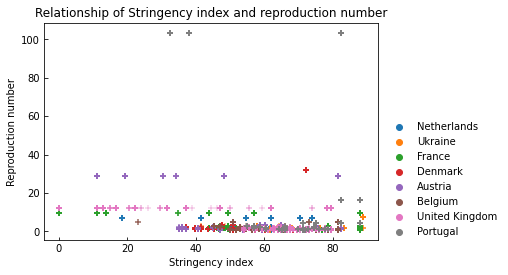 Relationship of Stringency index and reproduction number
100
80
60
40
20
0
Reproduction number
0 20 40 60 80
Stringency index
Netherlands
Ukraine
France
Denmark
Austria
Belgium
United Kingdom
Portugal